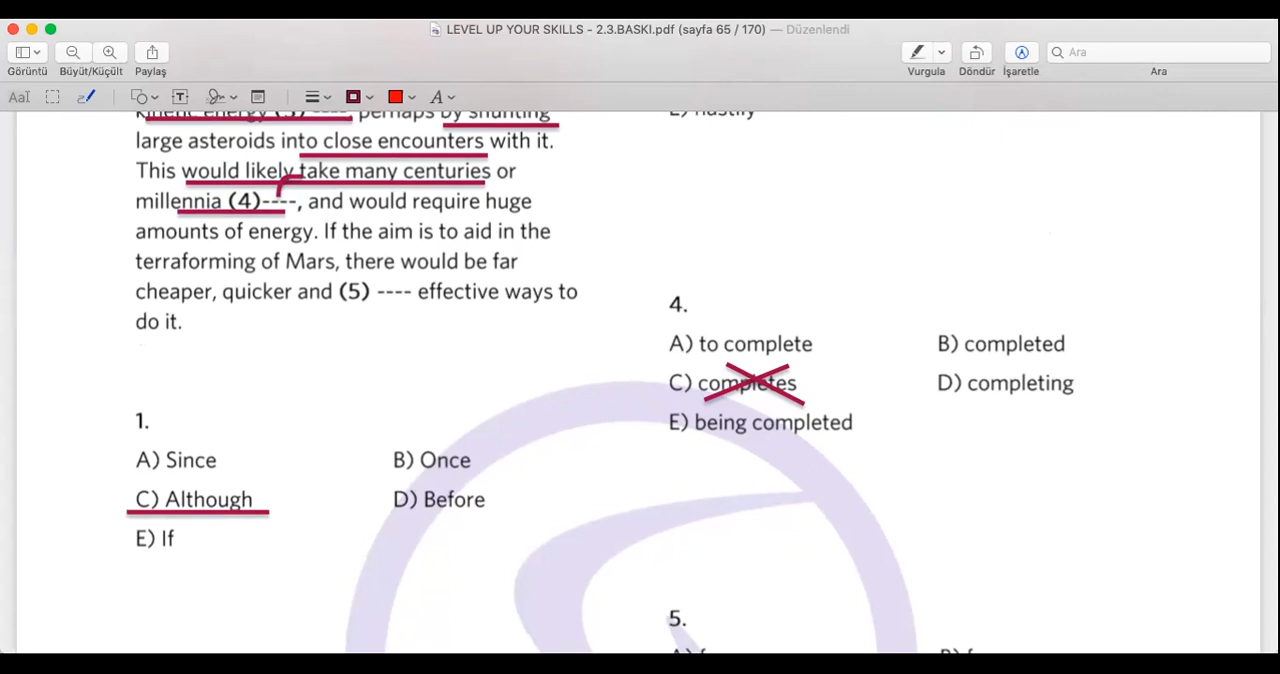 LEVEL UP YOUR SKILLS - 2.3.BASKI.pdf (sayfa 65 / 170) — Düzenlendi
Görüntü Büyüt/Küçült Paylaş Vurgula Döndür İşaretle Ara
Ara
AaI T A
kinetic energy (3) ----, perhaps by shunting
large asteroids into close encounters with it.
This would likely take many centuries or
millennia (4)----, and would require huge
amounts of energy. If the aim is to aid in the
terraforming of Mars, there would be far
cheaper, quicker and (5) ---- effective ways to
do it.
1.
A) Since B) Once
C) Although D) Before
E) If
4.
A) to complete B) completed
C) completes D) completing
E) being completed
5.